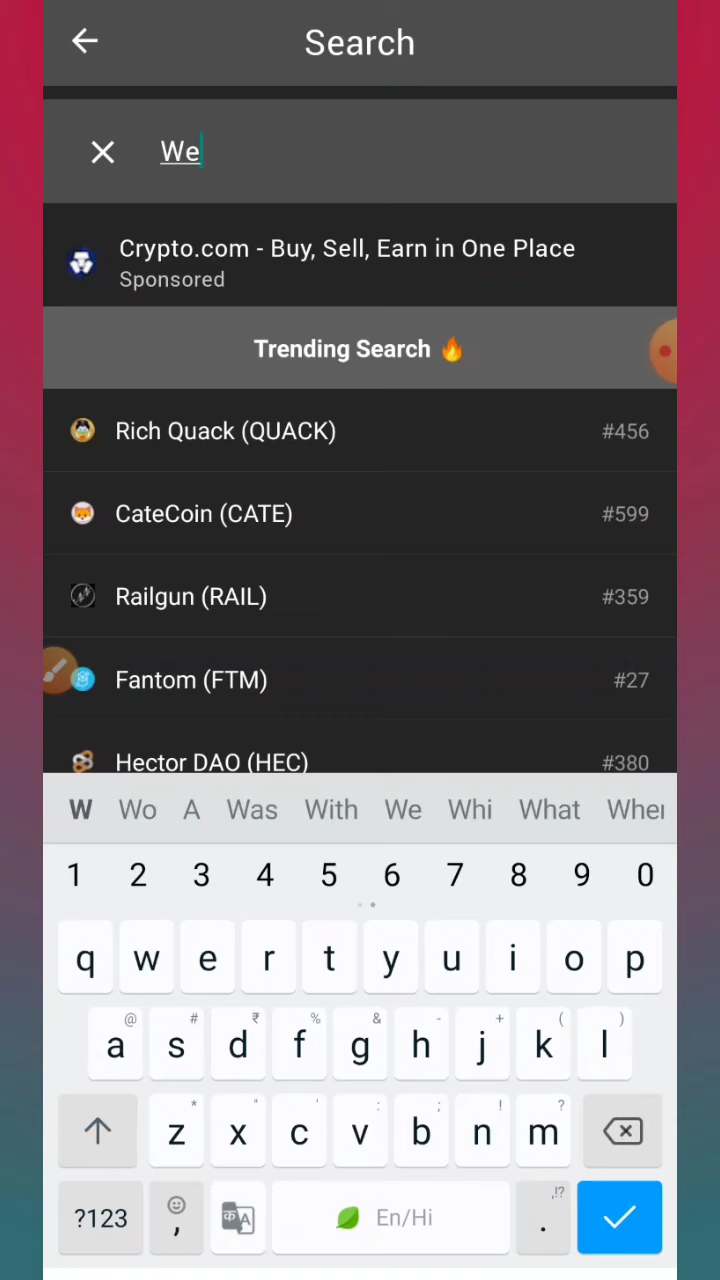 Search
We
Crypto.com - Buy, Sell, Earn in One Place
Sponsored
Trending Search 🔥
Rich Quack (QUACK) #456
CateCoin (CATE) #599
Railgun (RAIL) #359
Fantom (FTM) #27
Hector DAO (HEC) #380
W Wo A Was With We Whi What When
1 2 3 4 5 6 7 8 9 0
q w e r t y u i o p
@ # ₹ % & - + ( )
a s d f g h j k l
* " ' : ; ! ?
z x c v b n m
,!?
?123 , क A En/Hi .